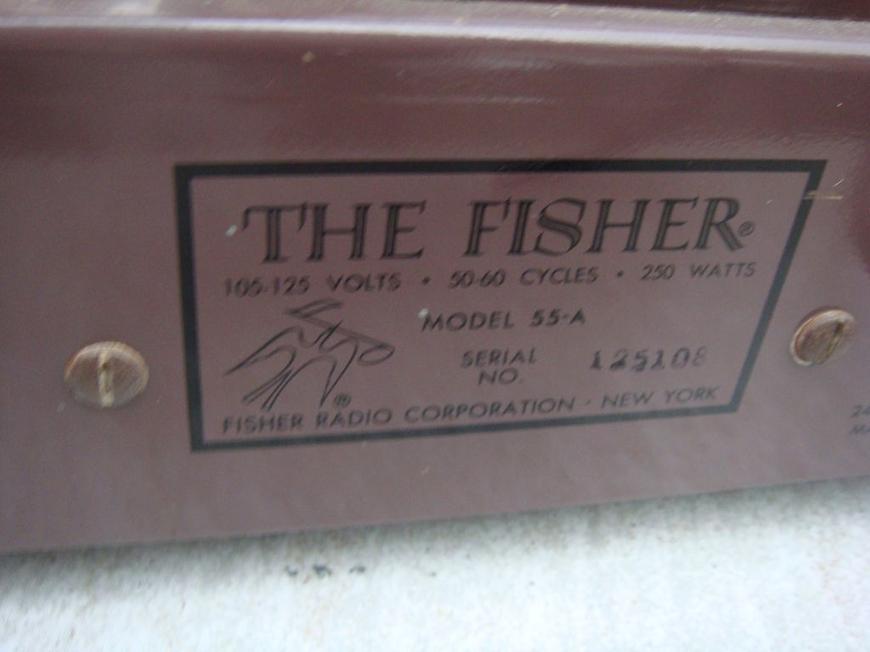 THE FISHER®
105-125 VOLTS • 50-60 CYCLES • 250 WATTS
MODEL 55-A
SERIAL NO. 125108
®
FISHER RADIO CORPORATION · NEW YORK